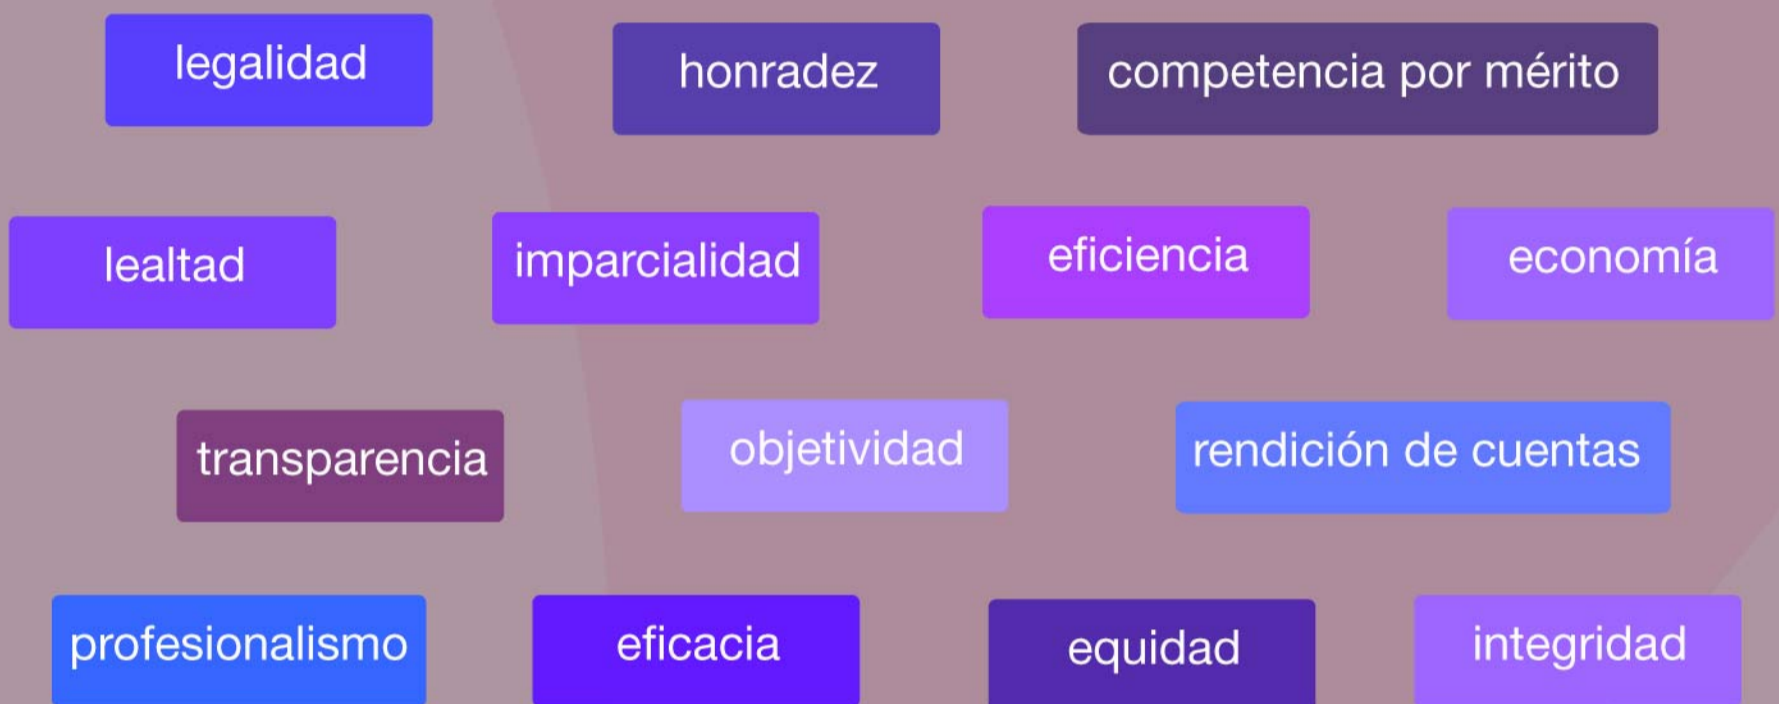 legalidad
honradez
competencia por mérito
lealtad
imparcialidad
eficiencia
economía
transparencia
objetividad
rendición de cuentas
profesionalismo
eficacia
equidad
integridad